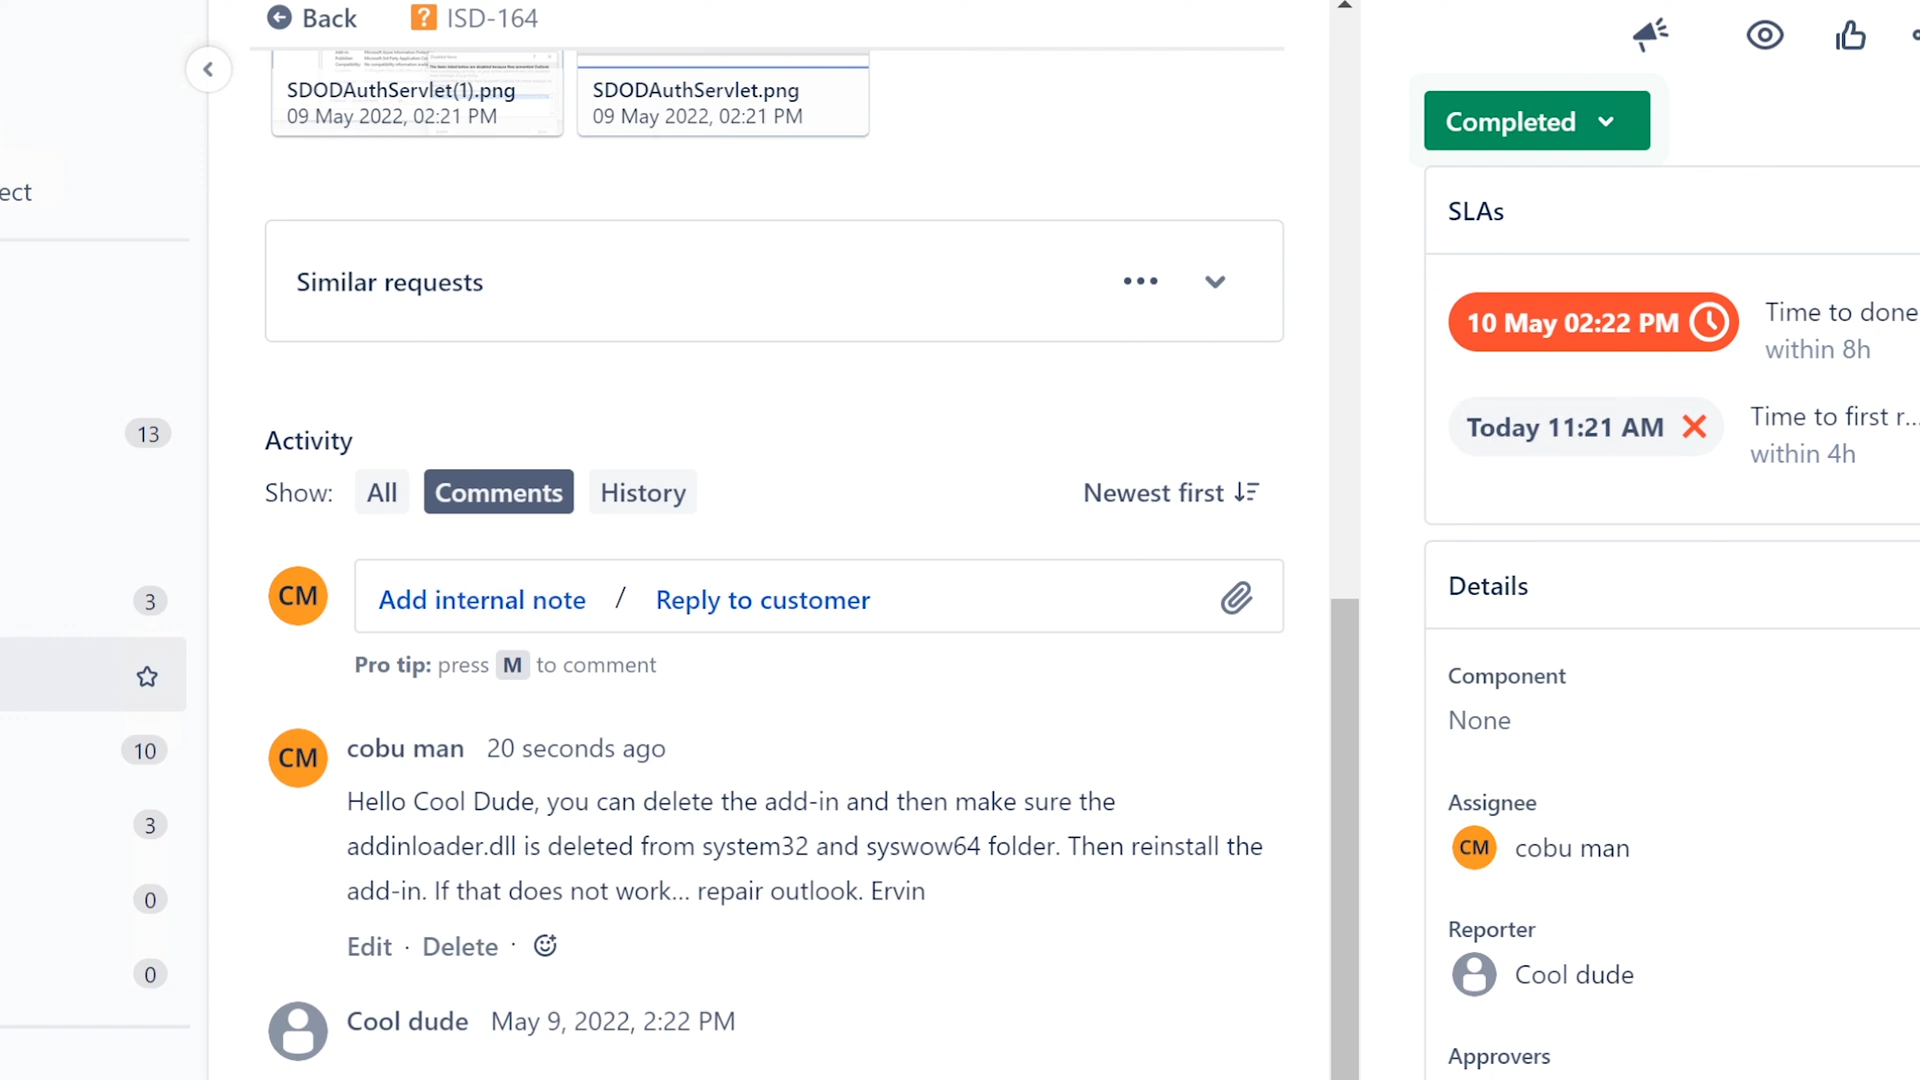 Back ISD-164
SDODAuthServlet(1).png
09 May 2022, 02:21 PM
SDODAuthServlet.png
09 May 2022, 02:21 PM
Completed
ect
SLAs
Similar requests
10 May 02:22 PM Time to done
within 8h
Today 11:21 AM Time to first r...
within 4h
13
Activity
Show: All Comments History Newest first
Details
CM Add internal note / Reply to customer
3
Pro tip: press M to comment
Component
None
CM cobu man 20 seconds ago
10
Hello Cool Dude, you can delete the add-in and then make sure the
addinloader.dll is deleted from system32 and syswow64 folder. Then reinstall the
add-in. If that does not work... repair outlook. Ervin
3
Assignee
CM cobu man
0
Edit · Delete ·
Reporter
Cool dude
0
Cool dude May 9, 2022, 2:22 PM
Approvers